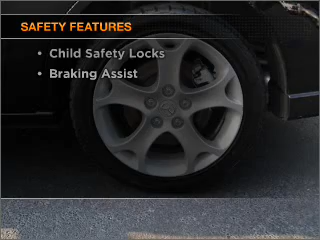 SAFETY FEATURES
• Child Safety Locks
• Braking Assist